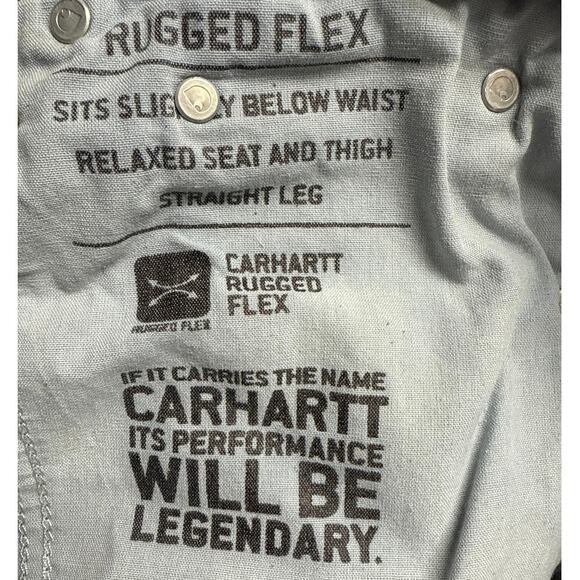 RUGGED FLEX
SITS SLIGHTLY BELOW WAIST
RELAXED SEAT AND THIGH
STRAIGHT LEG
CARHARTT
RUGGED
FLEX
RUGGED FLEX
IF IT CARRIES THE NAME
CARHARTT
ITS PERFORMANCE
WILL BE
LEGENDARY.